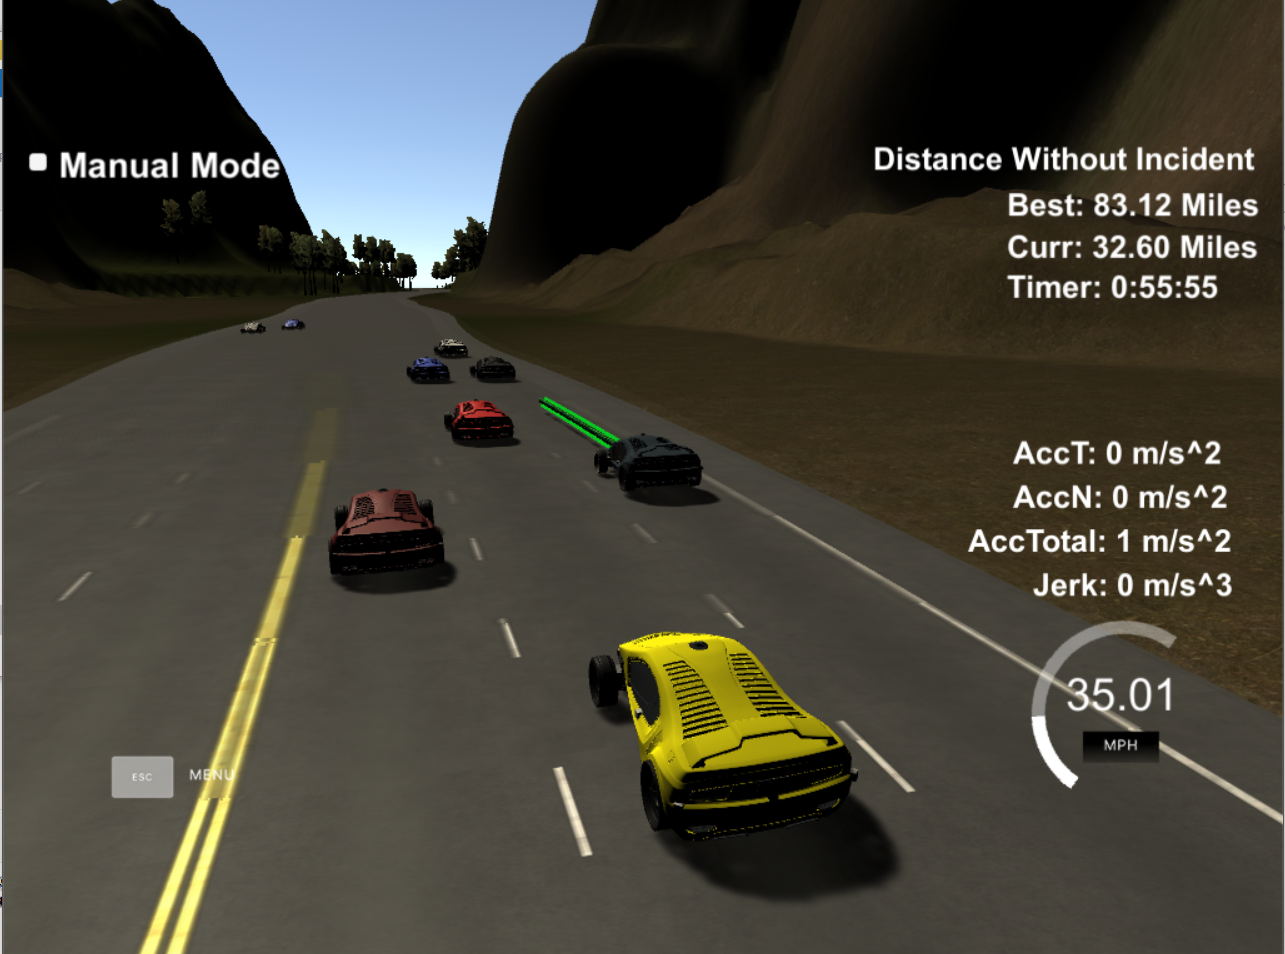 Manual Mode
Distance Without Incident
Best: 83.12 Miles
Curr: 32.60 Miles
Timer: 0:55:55
AccT: 0 m/s^2
AccN: 0 m/s^2
AccTotal: 1 m/s^2
Jerk: 0 m/s^3
35.01
MPH
ESC MENU